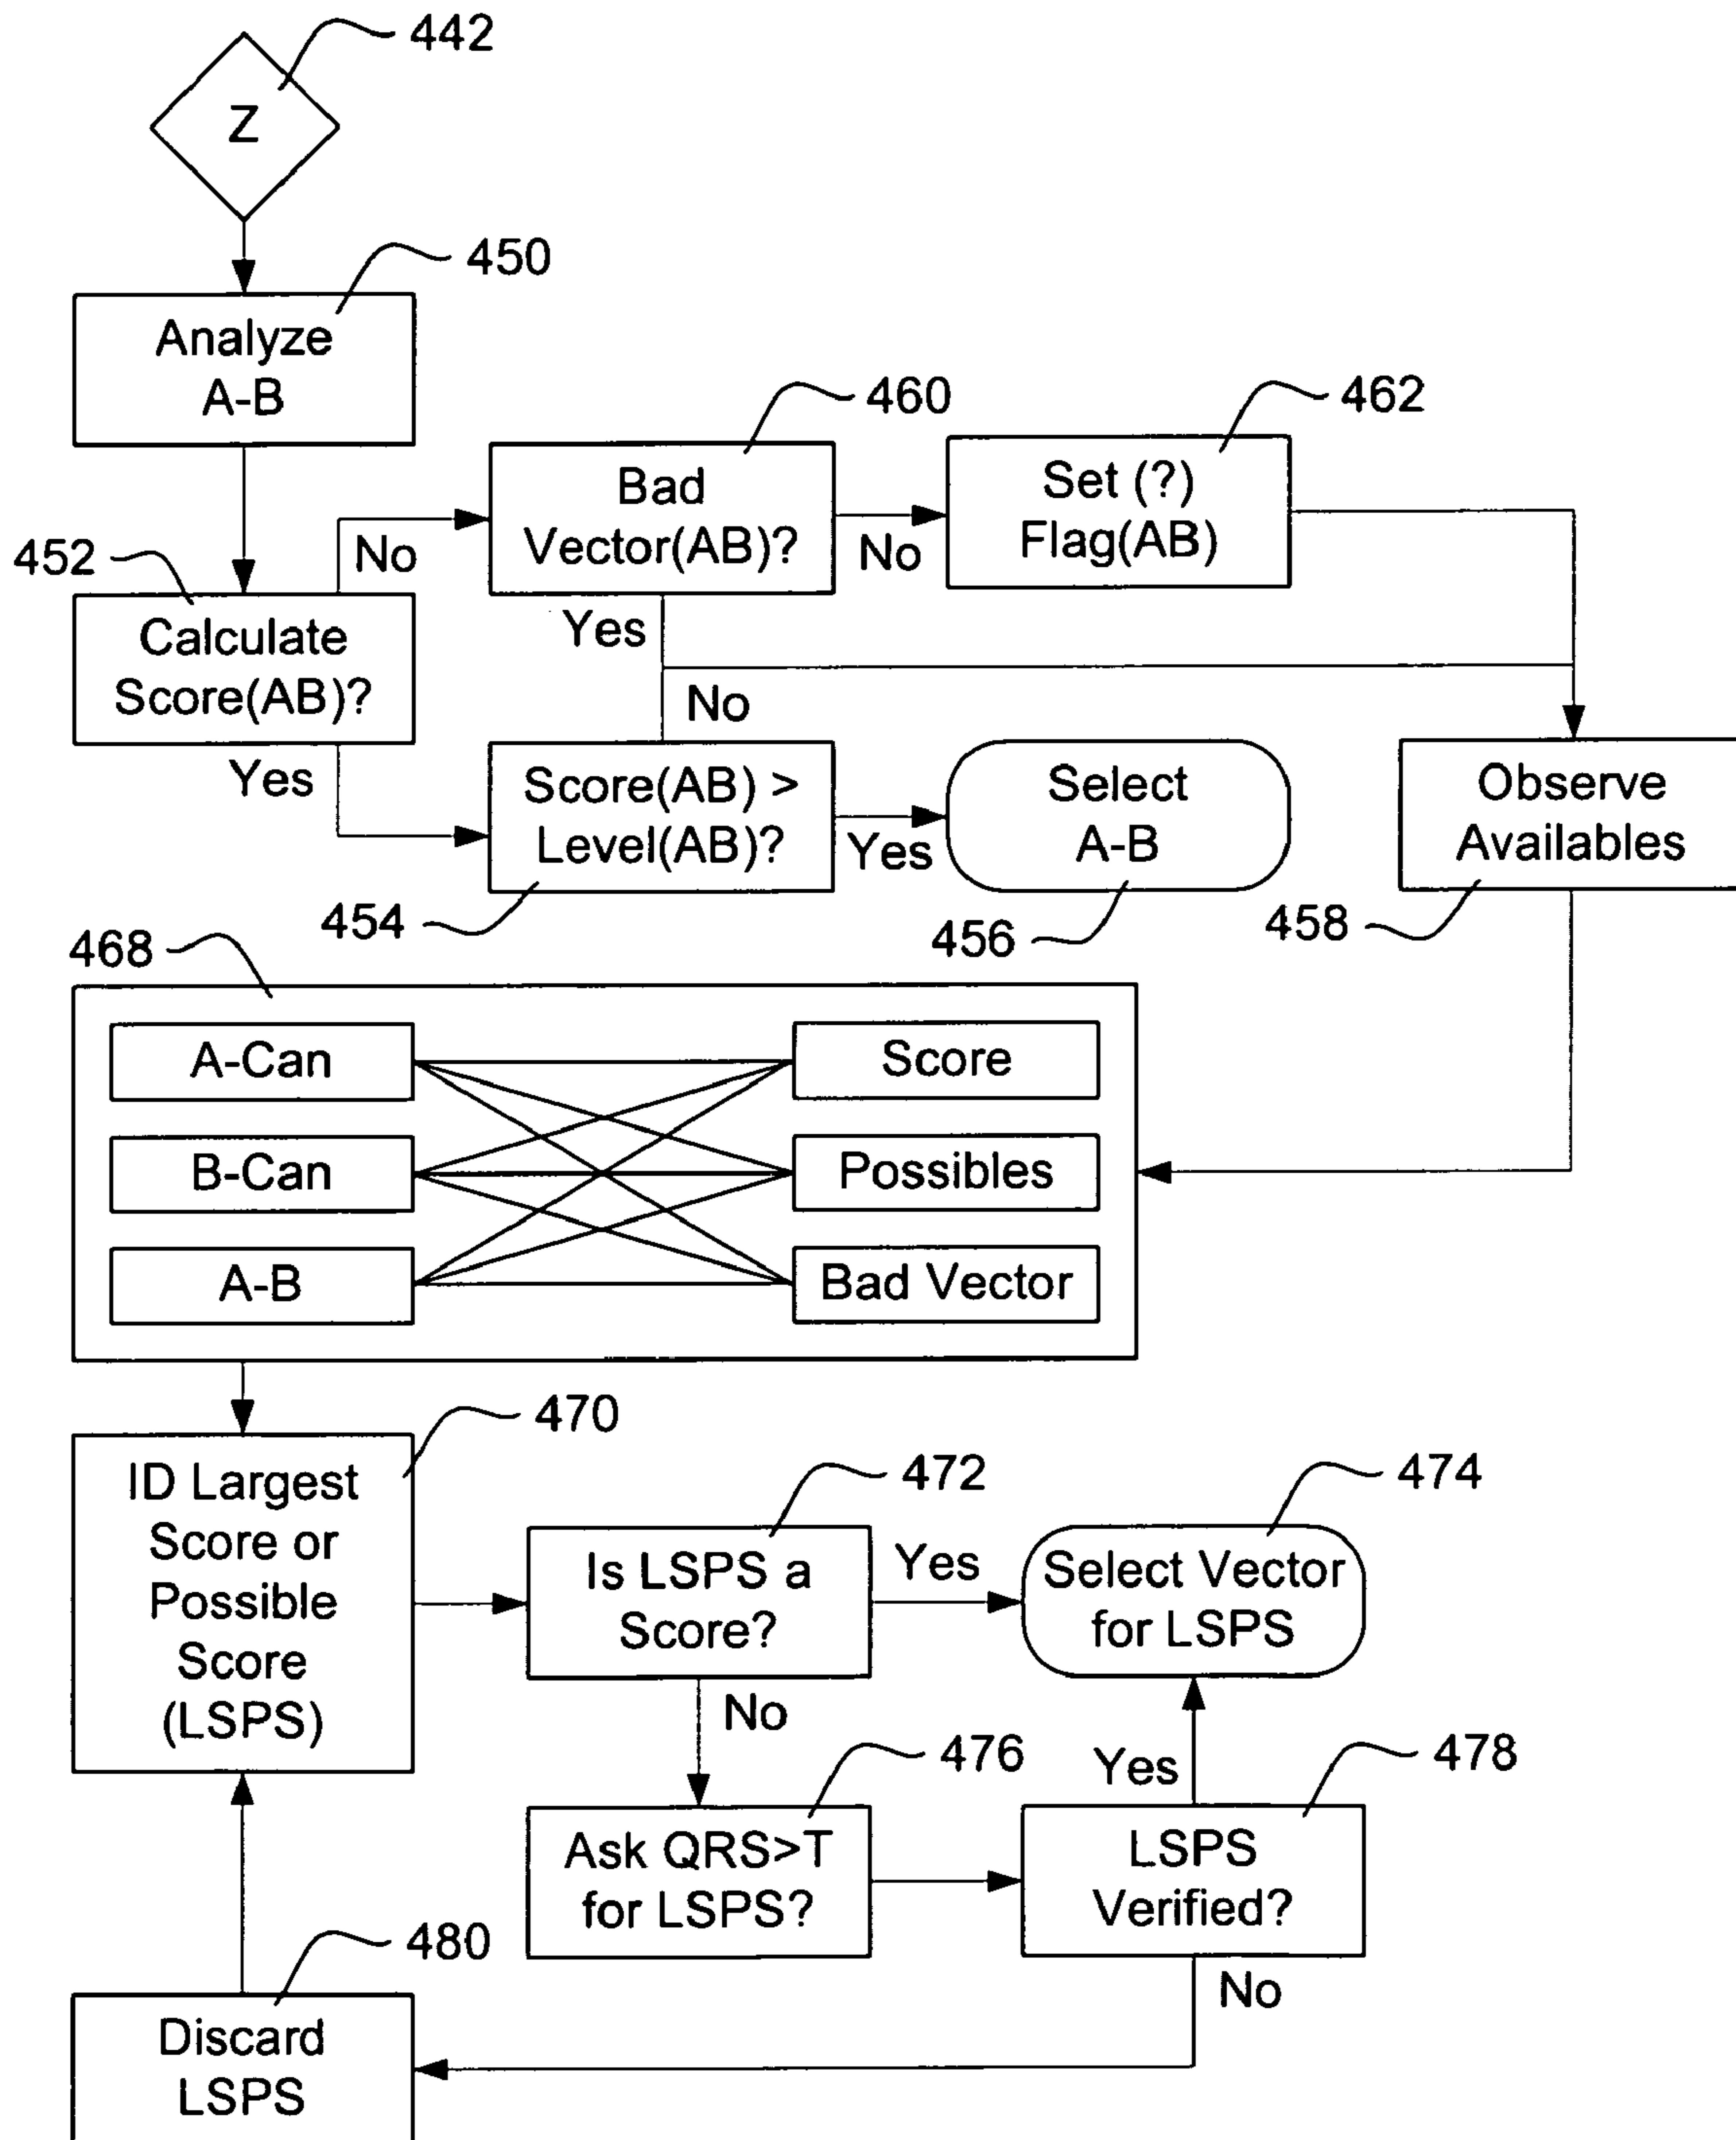 442
Z
450
Analyze
A-B
460
Bad
Vector(AB)?
462
Set (?)
Flag(AB)
No
No
452
Calculate
Score(AB)?
Yes
No
Yes
Score(AB) >
Level(AB)?
454
Yes
Select
A-B
456
Observe
Availables
458
468
A-Can
Score
B-Can
Possibles
A-B
Bad Vector
470
ID Largest
Score or
Possible
Score
(LSPS)
472
Is LSPS a
Score?
Yes
474
Select Vector
for LSPS
No
476
Ask QRS>T
for LSPS?
Yes
478
LSPS
Verified?
No
480
Discard
LSPS